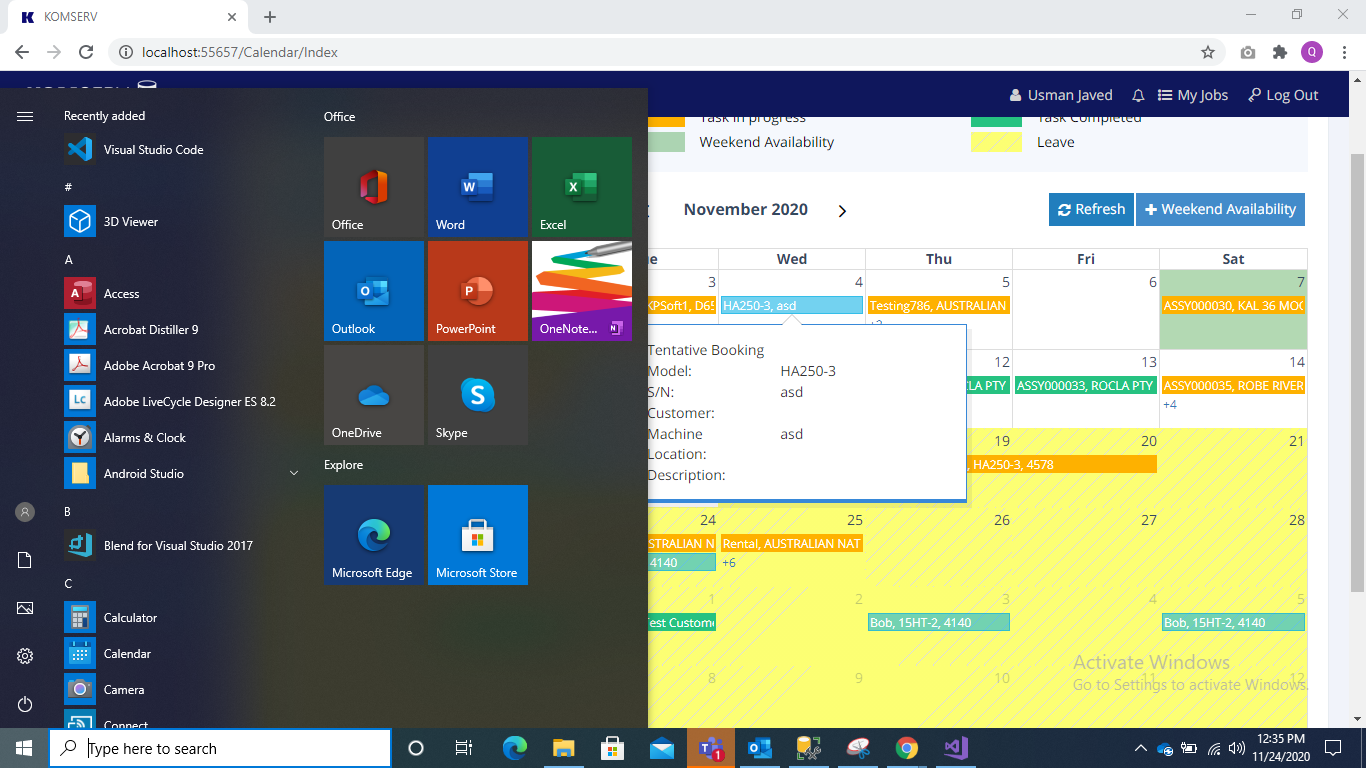 KOMSERV
localhost:55657/Calendar/Index
Q
Usman Javed
My Jobs
Log Out
Recently added
Visual Studio Code
#
3D Viewer
A
Access
Acrobat Distiller 9
Adobe Acrobat 9 Pro
Adobe LiveCycle Designer ES 8.2
Alarms & Clock
Android Studio
B
Blend for Visual Studio 2017
C
Calculator
Calendar
Camera
Connect
Office
Office
Word
Excel
Outlook
PowerPoint
OneNote...
OneDrive
Skype
Explore
Microsoft Edge
Microsoft Store
Task In progress
Task Completed
Weekend Availability
Leave
November 2020
Refresh
Weekend Availability
ue Wed Thu Fri Sat
3 4 5 6 7
KPSoft1, D65
HA250-3, asd
Testing786, AUSTRALIAN
ASSY000030, KAL 36 MOO
Tentative Booking
Model: HA250-3
S/N: asd
Customer:
Machine asd
Location:
Description:
12 13 14
CLA PTY
ASSY000033, ROCLA PTY
ASSY000035, ROBE RIVER
+4
19 20 21
, HA250-3, 4578
24 25 26 27 28
STRALIAN N
Rental, AUSTRALIAN NAT
4140
+6
1 2 3 4 5
Test Custome
Bob, 15HT-2, 4140
Bob, 15HT-2, 4140
8 9 10 11 12
Activate Windows
Go to Settings to activate Windows.
Type here to search
1
12:35 PM
11/24/2020